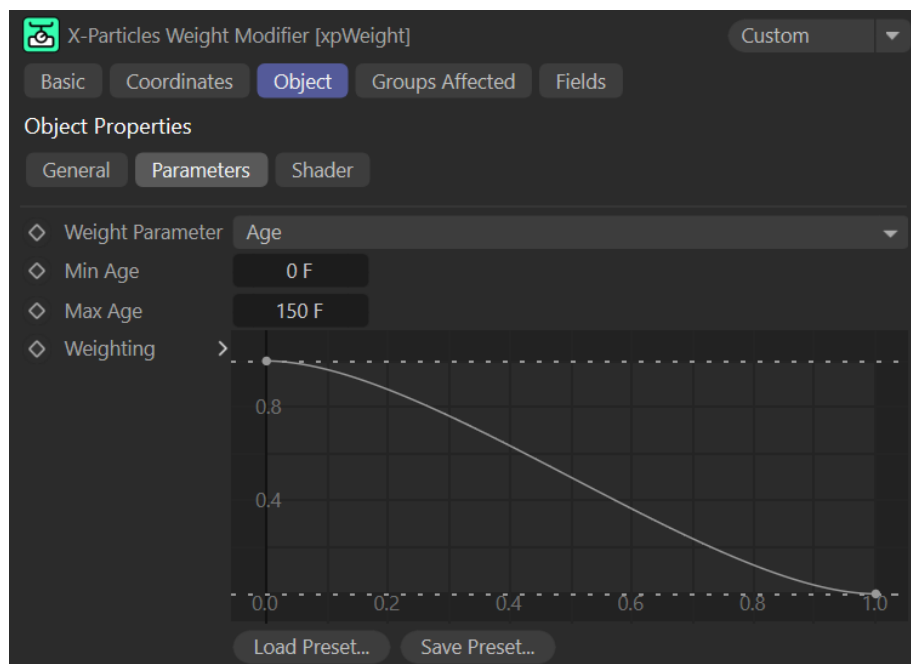 X-Particles Weight Modifier [xpWeight] Custom
Basic Coordinates Object Groups Affected Fields
Object Properties
General Parameters Shader
Weight Parameter Age
Min Age 0 F
Max Age 150 F
Weighting
0.8
0.4
0.0 0.2 0.4 0.6 0.8 1.0
Load Preset... Save Preset...